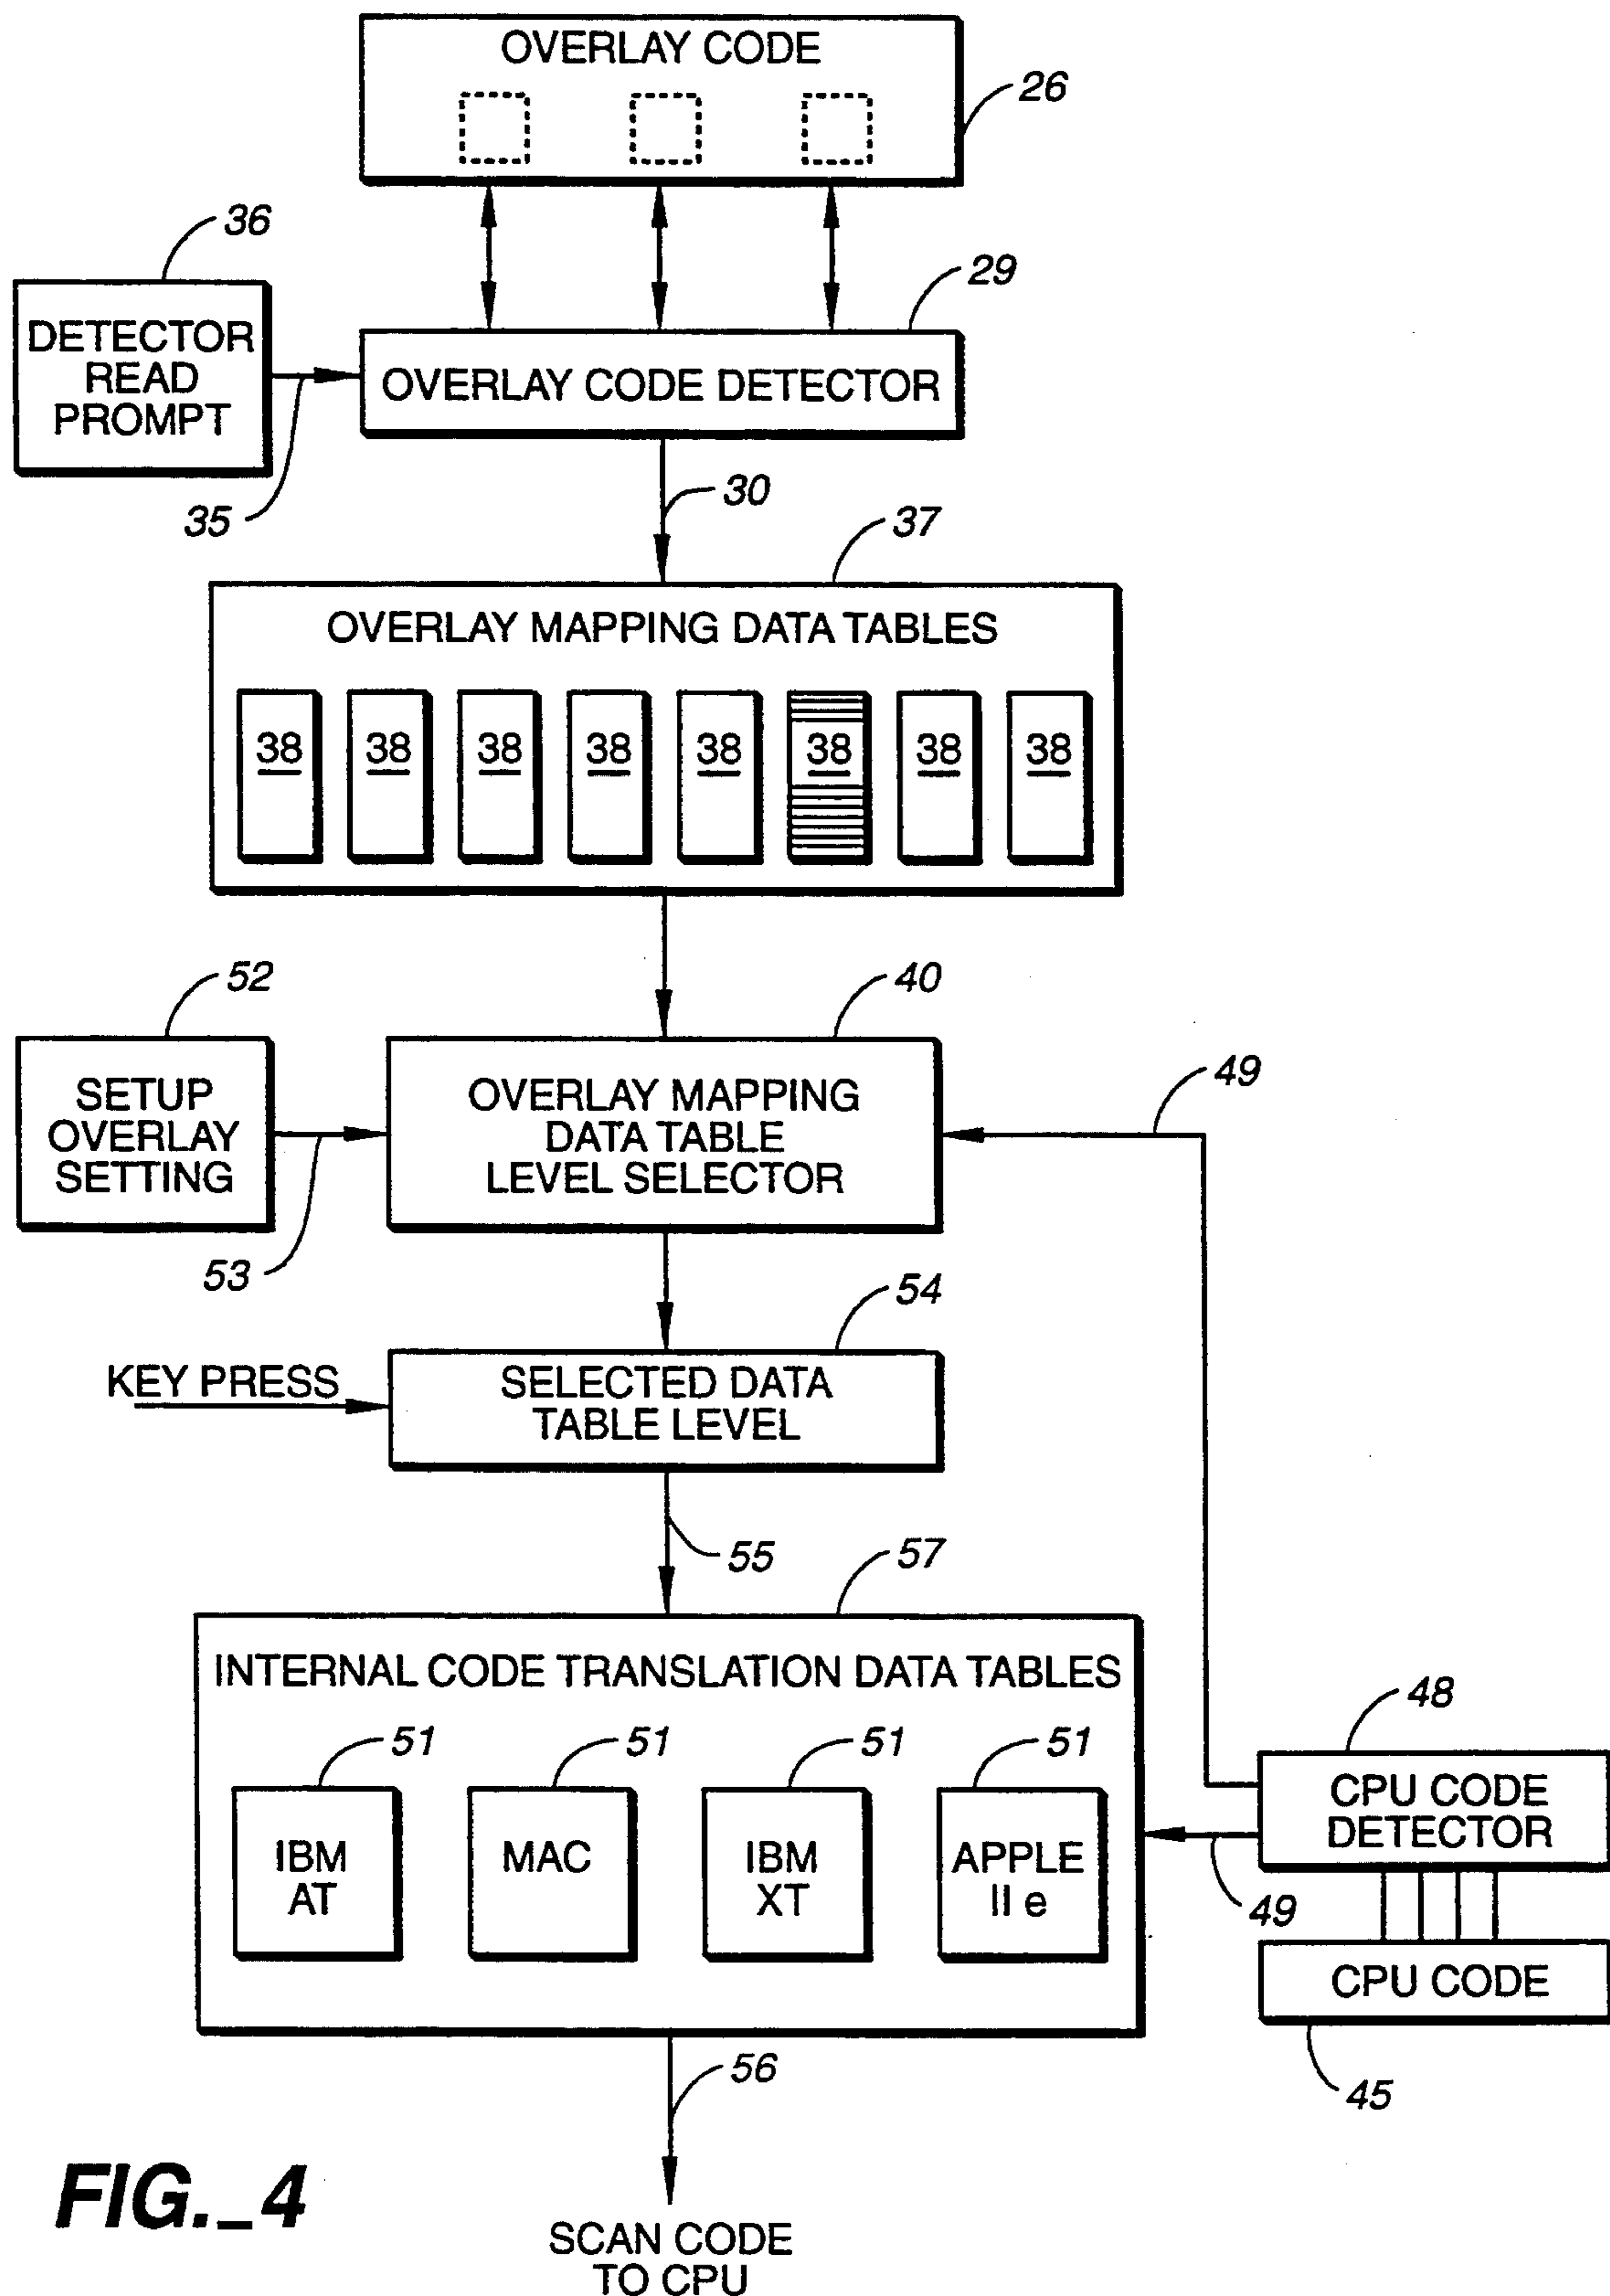 OVERLAY CODE
26
36
29
DETECTOR
READ
PROMPT
OVERLAY CODE DETECTOR
35
30
37
OVERLAY MAPPING DATA TABLES
38 38 38 38 38 38 38 38
52
40
49
SETUP
OVERLAY
SETTING
OVERLAY MAPPING
DATA TABLE
LEVEL SELECTOR
53
54
KEY PRESS
SELECTED DATA
TABLE LEVEL
55
57
INTERNAL CODE TRANSLATION DATA TABLES
51 51 51 51
IBM
AT
MAC
IBM
XT
APPLE
II e
48
CPU CODE
DETECTOR
49
CPU CODE
45
56
FIG._4
SCAN CODE
TO CPU